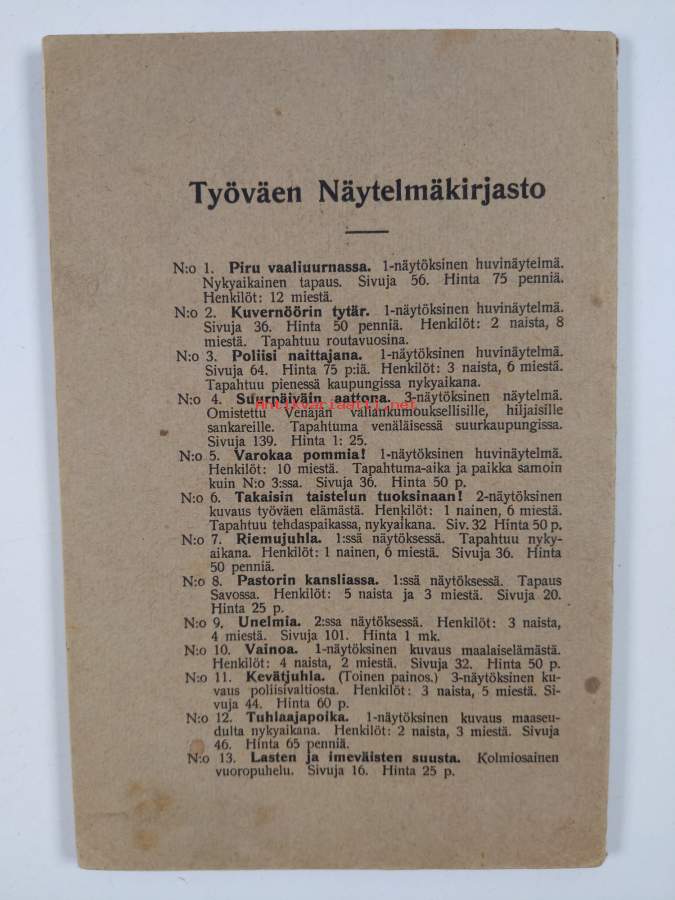 Työväen Näytelmäkirjasto
N:o 1. Piru vaaliuurnassa. 1-näytöksinen huvinäytelmä.
Nykyaikainen tapaus. Sivuja 56. Hinta 75 penniä.
Henkilöt: 12 miestä.
N:o 2. Kuvernöörin tytär. 1-näytöksinen huvinäytelmä.
Sivuja 36. Hinta 50 penniä. Henkilöt: 2 naista, 8
miestä. Tapahtuu routavuosina.
N:o 3. Poliisi naittajana. 1-näytöksinen huvinäytelmä.
Sivuja 64. Hinta 75 p:iä. Henkilöt: 3 naista, 6 miestä.
Tapahtuu pienessä kaupungissa nykyaikana.
N:o 4. Suurpäiväin aattona. 3-näytöksinen näytelmä.
Antikvariaatti.net
Omistettu Venäjän vallankumouksellisille, hiljaisille
sankareille. Tapahtuma venäläisessä suurkaupungissa.
Sivuja 139. Hinta 1: 25.
N:o 5. Varokaa pommia! 1-näytöksinen huvinäytelmä.
Henkilöt: 10 miestä. Tapahtuma-aika ja paikka samoin
kuin N:o 3:ssa. Sivuja 36. Hinta 50 p.
N:o 6. Takaisin taistelun tuoksinaan! 2-näytöksinen
kuvaus työväen elämästä. Henkilöt: 1 nainen, 6 miestä.
Tapahtuu tehdaspaikassa, nykyaikana. Siv. 32 Hinta 50 p.
N:o 7. Riemujuhla. 1:ssä näytöksessä. Tapahtuu nyky-
aikana. Henkilöt: 1 nainen, 6 miestä. Sivuja 36. Hinta
50 penniä.
N:o 8. Pastorin kansliassa. 1:ssä näytöksessä. Tapaus
Savossa. Henkilöt: 5 naista ja 3 miestä. Sivuja 20.
Hinta 25 p.
N:o 9. Unelmia. 2:ssa näytöksessä. Henkilöt: 3 naista,
4 miestä. Sivuja 101. Hinta 1 mk.
N:o 10. Vainoa. 1-näytöksinen kuvaus maalaiselämästä.
Henkilöt: 4 naista, 2 miestä. Sivuja 32. Hinta 50 p.
N:o 11. Kevätjuhla. (Toinen painos.) 3-näytöksinen ku-
vaus poliisivaltiosta. Henkilöt: 3 naista, 5 miestä. Si-
vuja 44. Hinta 60 p.
N:o 12. Tuhlaajapoika. 1-näytöksinen kuvaus maaseu-
dulta nykyaikana. Henkilöt: 2 naista, 3 miestä. Sivuja
46. Hinta 65 penniä.
N:o 13. Lasten ja imeväisten suusta. Kolmiosainen
vuoropuhelu. Sivuja 16. Hinta 25 p.